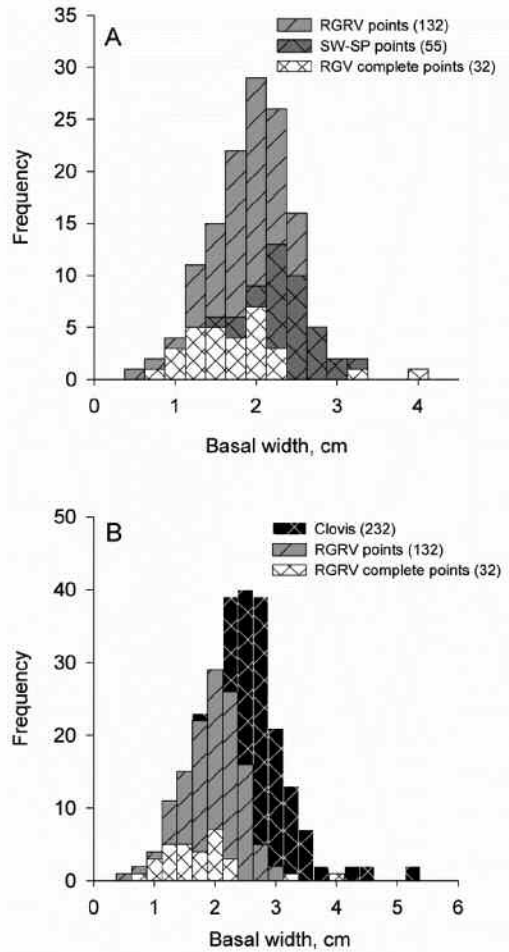 A
RGRV points (132)
SW-SP points (55)
RGV complete points (32)
35
30
25
20
15
10
5
0
Frequency
0 1 2 3 4
Basal width, cm
B
Clovis (232)
RGRV points (132)
RGRV complete points (32)
50
40
30
20
10
0
Frequency
0 1 2 3 4 5 6
Basal width, cm